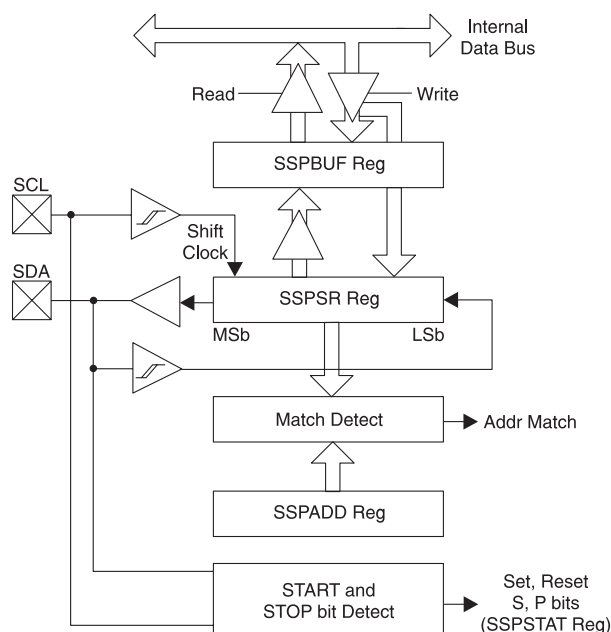 Internal
Data Bus
Read
Write
SSPBUF Reg
SCL
Shift
Clock
SDA
SSPSR Reg
MSb
LSb
Match Detect
Addr Match
SSPADD Reg
START and
STOP bit Detect
Set, Reset
S, P bits
(SSPSTAT Reg)